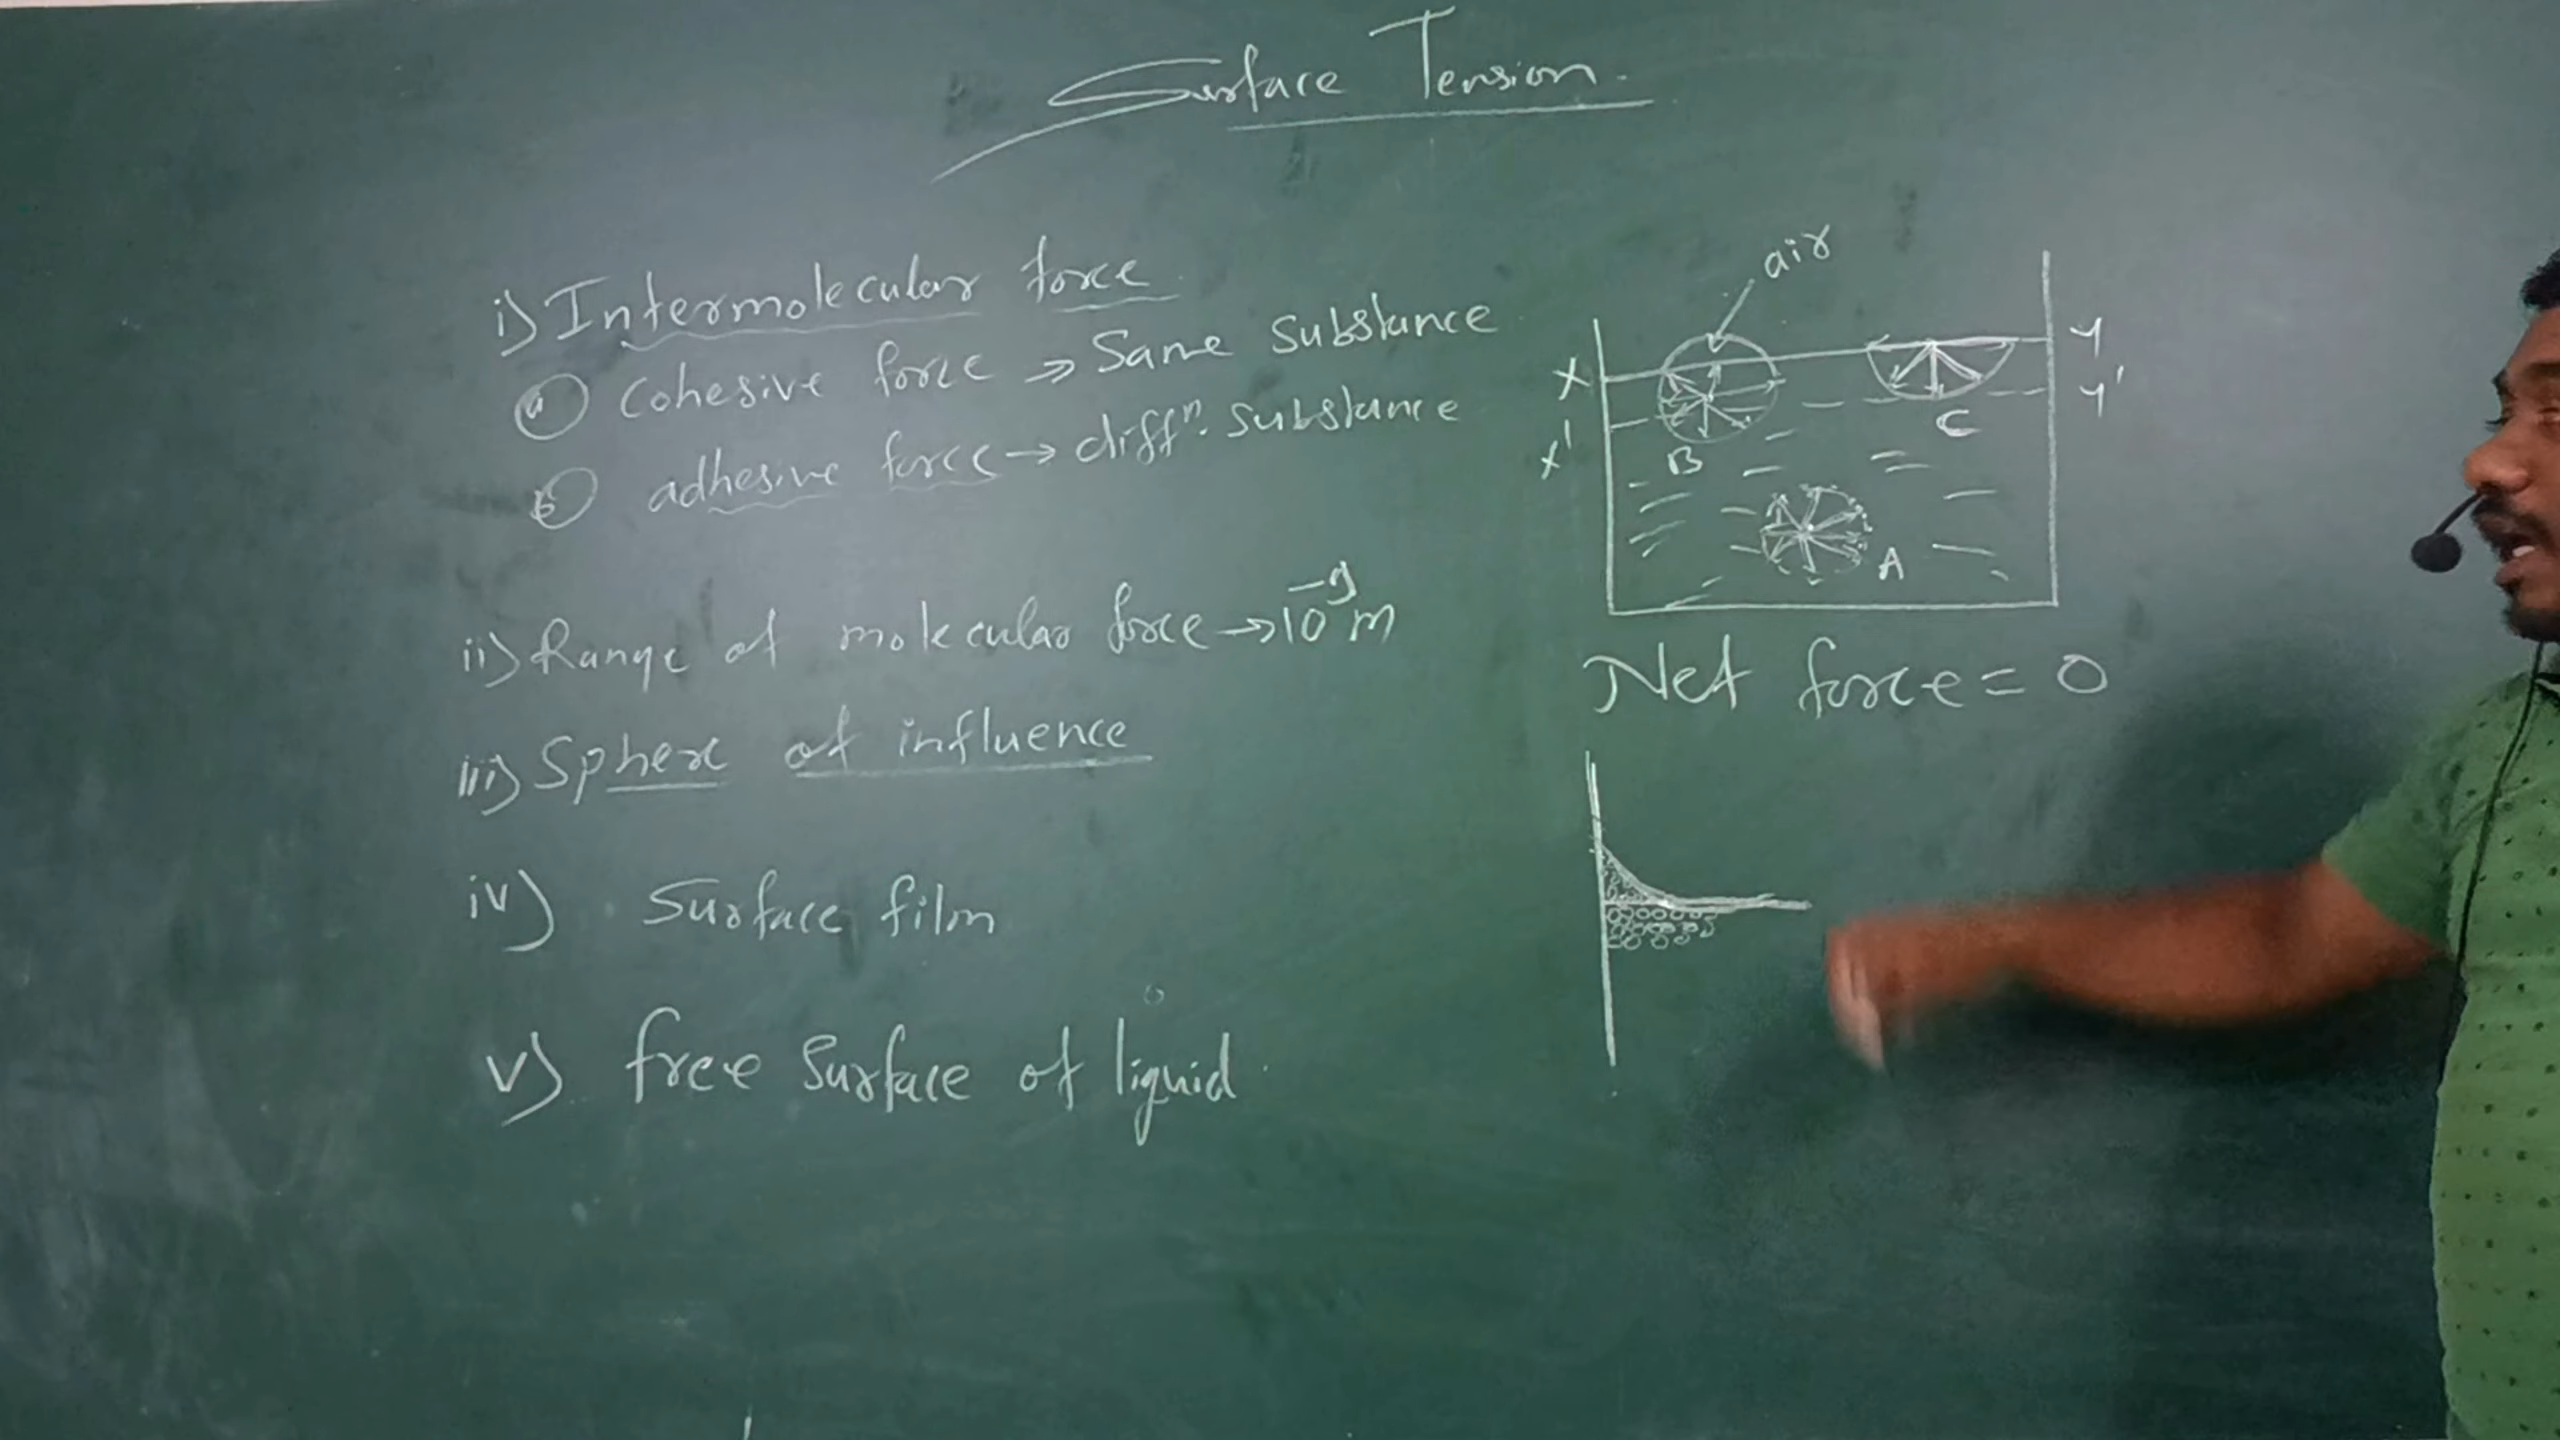 Surface Tension.
i) Intermolecular force
a) Cohesive force → Same Substance
b) adhesive force → diffⁿ. Substance
ii) Range of molecular force → 10⁻⁹ m
iii) Sphere of influence
iv) Surface film
v) free Surface of liquid.
air
X
Y
X'
Y'
B
C
A
Net force = 0